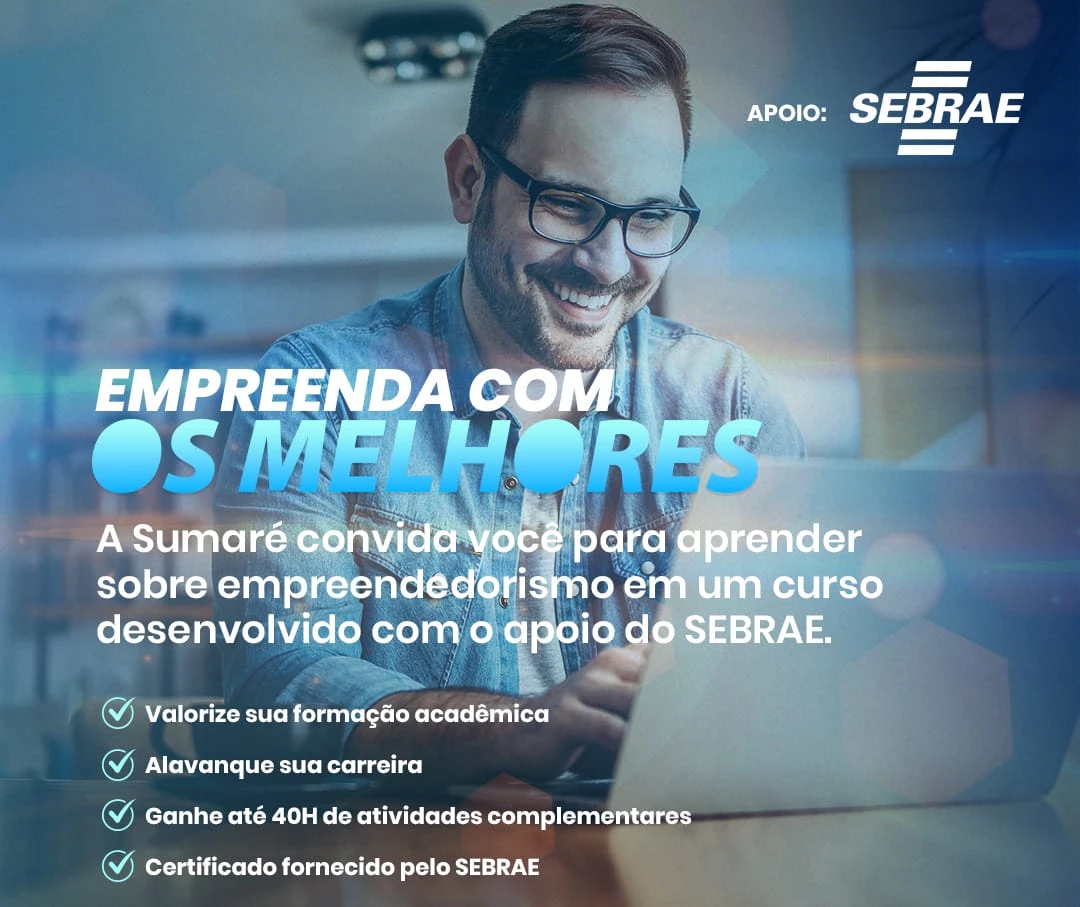 APOIO: SEBRAE
EMPREENDA COM
OS MELHORES
A Sumaré convida você para aprender
sobre empreendedorismo em um curso
desenvolvido com o apoio do SEBRAE.
Valorize sua formação acadêmica
Alavanque sua carreira
Ganhe até 40H de atividades complementares
Certificado fornecido pelo SEBRAE